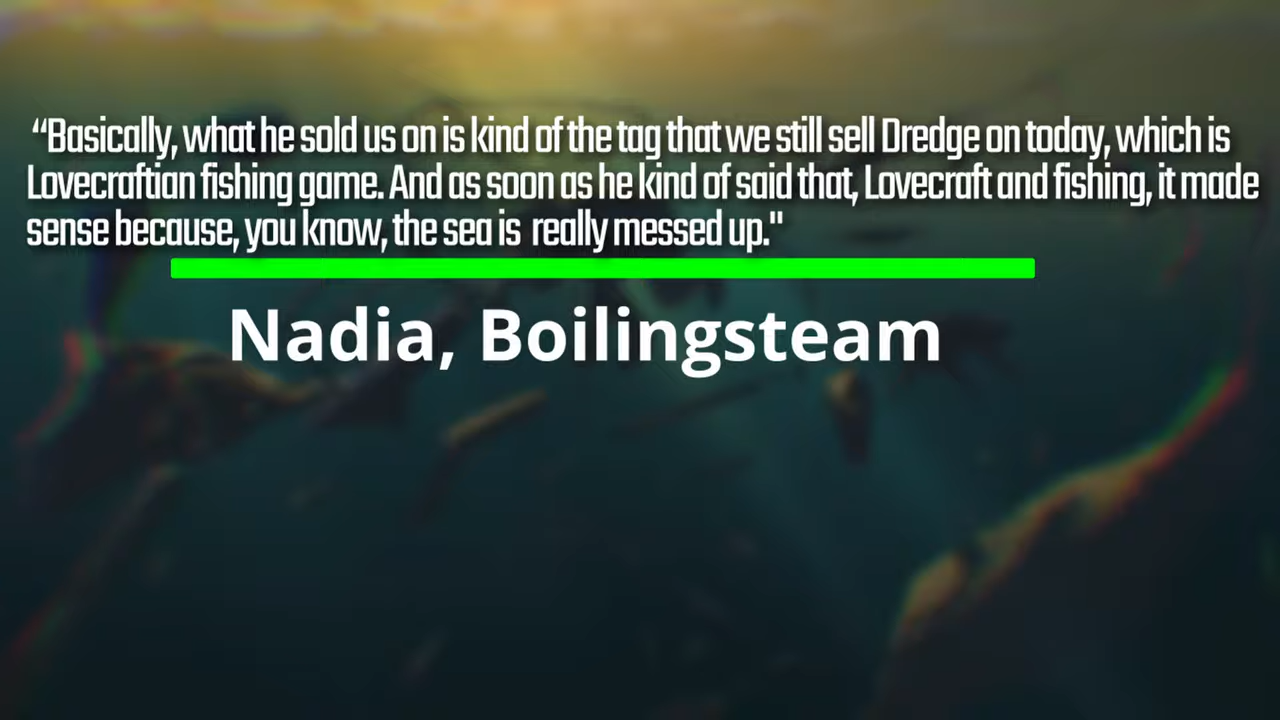 “Basically, what he sold us on is kind of the tag that we still sell Dredge on today, which is
Lovecraftian fishing game. And as soon as he kind of said that, Lovecraft and fishing, it made
sense because, you know, the sea is  really messed up."
Nadia, Boilingsteam